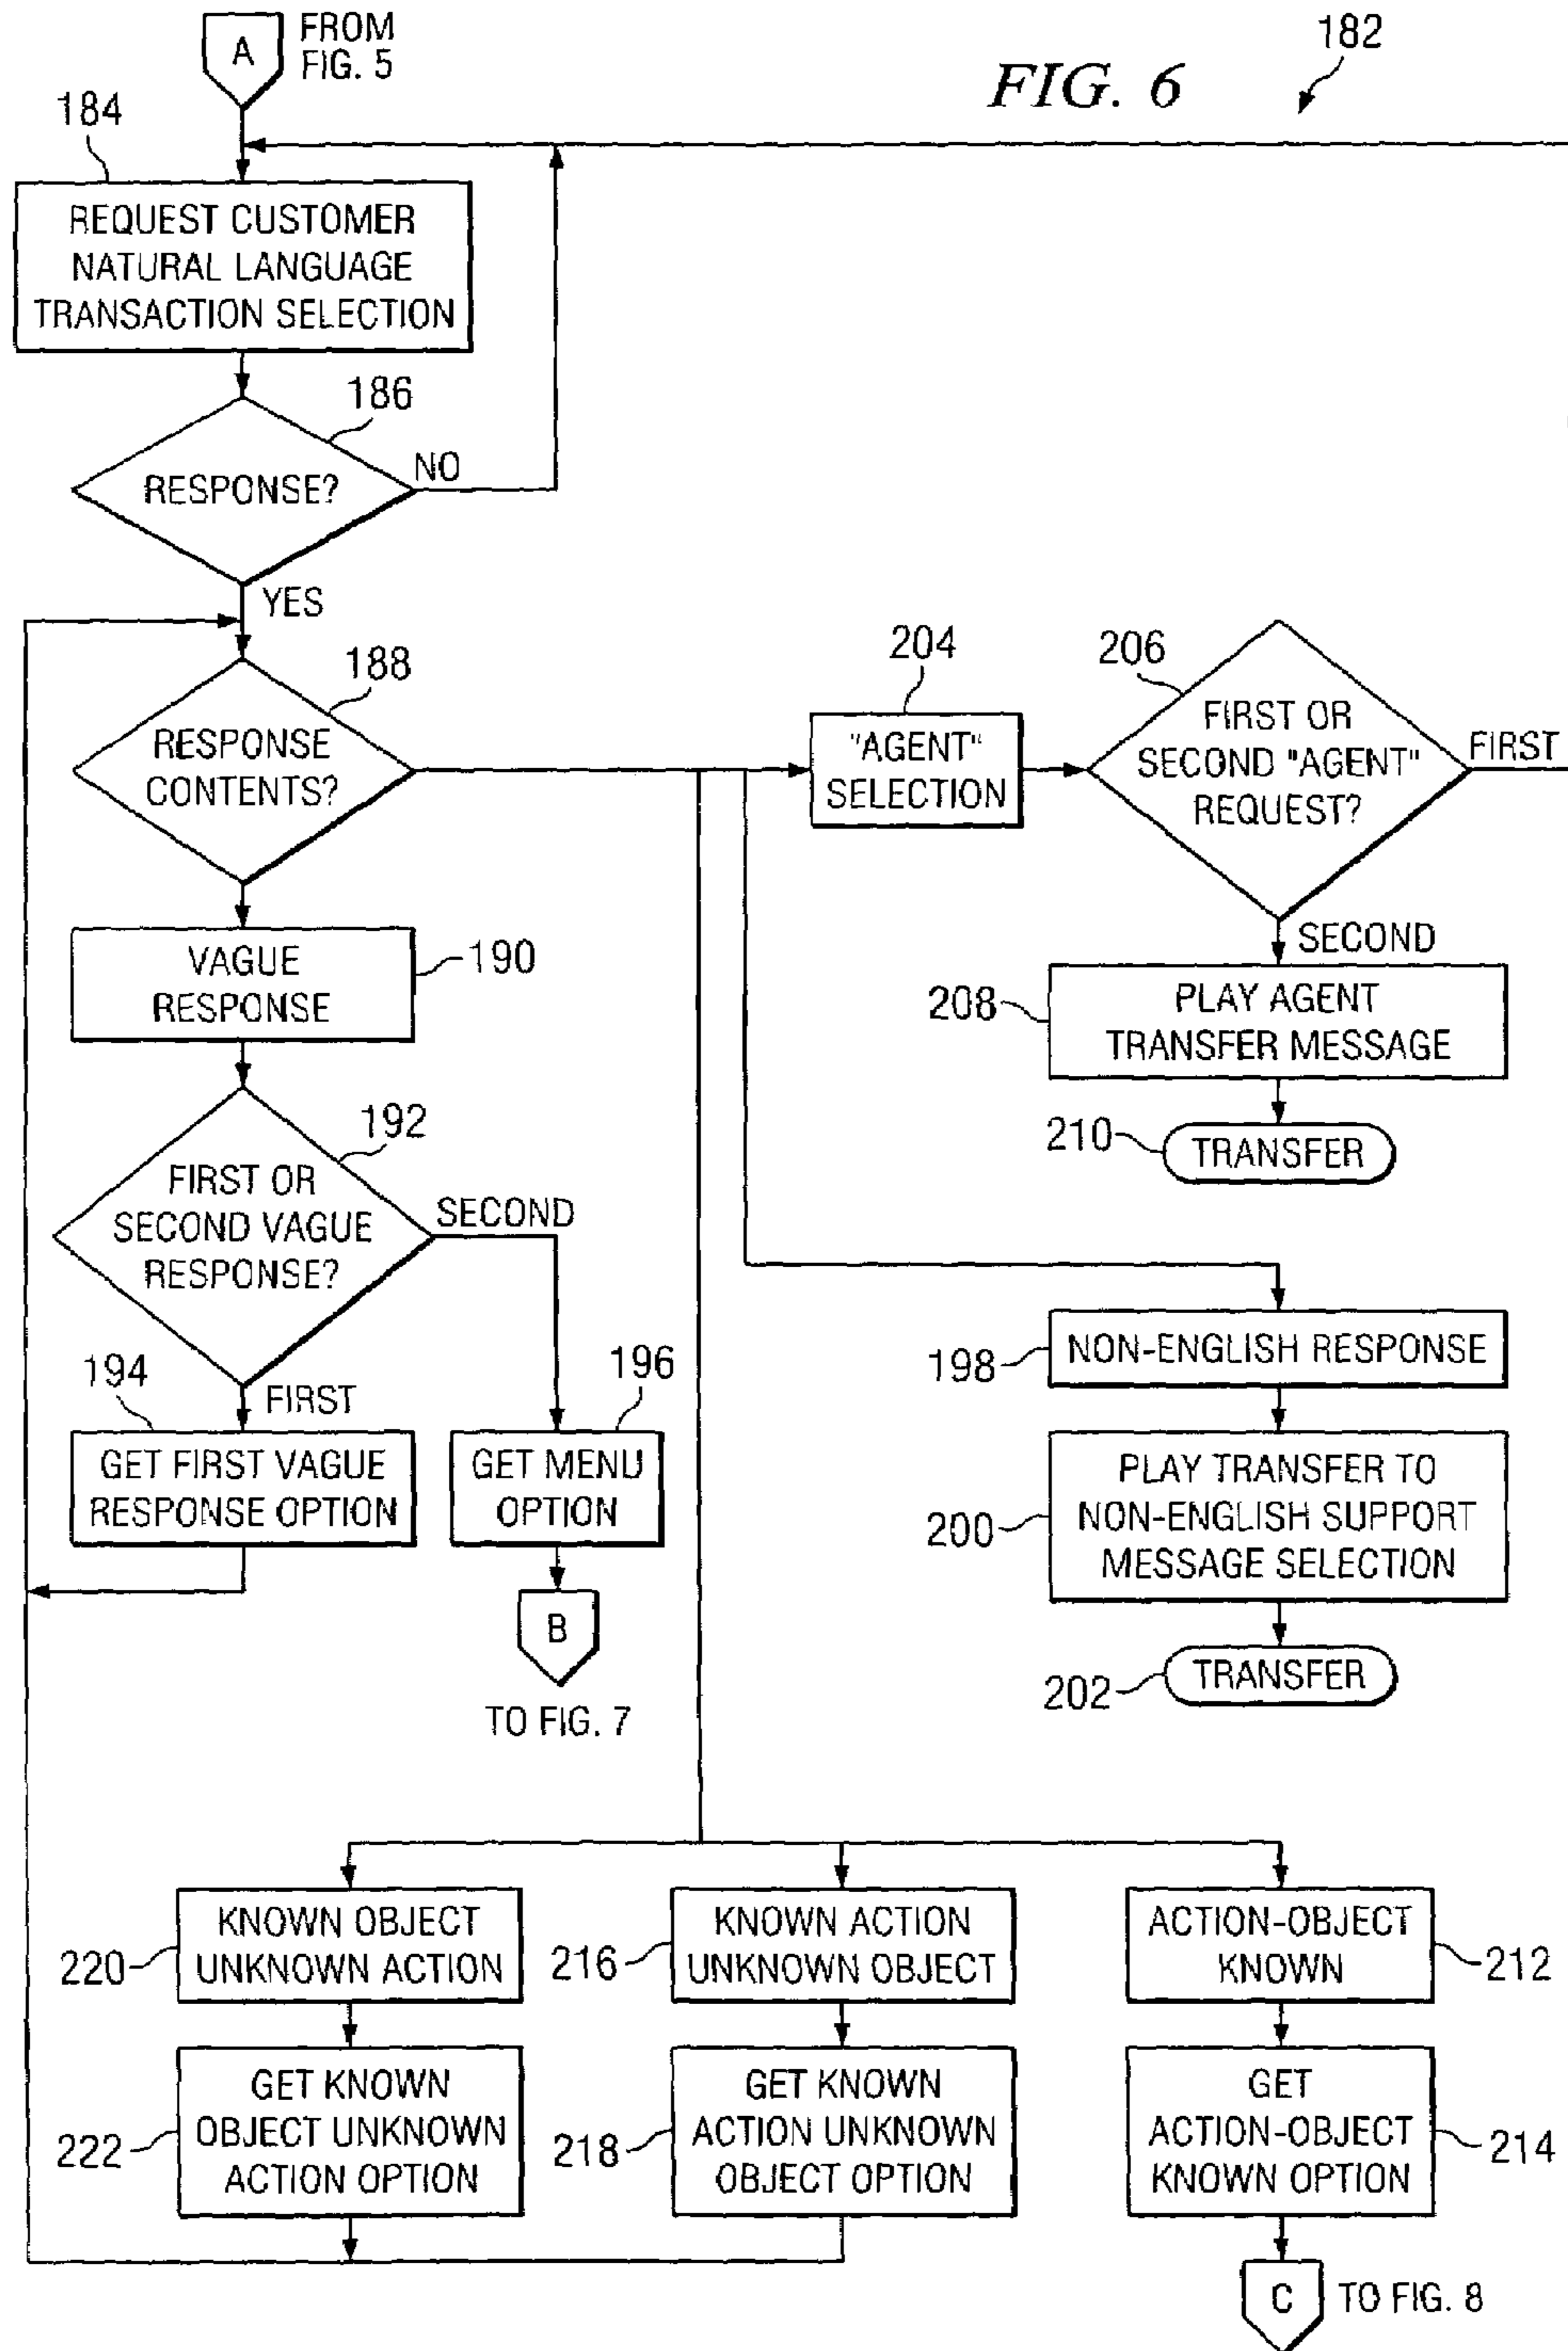 A
FROM
FIG. 5
FIG. 6
182
184
REQUEST CUSTOMER
NATURAL LANGUAGE
TRANSACTION SELECTION
186
RESPONSE?
NO
YES
188
RESPONSE
CONTENTS?
204
"AGENT"
SELECTION
206
FIRST OR
SECOND "AGENT"
REQUEST?
FIRST
SECOND
190
VAGUE
RESPONSE
208
PLAY AGENT
TRANSFER MESSAGE
210
TRANSFER
192
FIRST OR
SECOND VAGUE
RESPONSE?
SECOND
FIRST
194
GET FIRST VAGUE
RESPONSE OPTION
196
GET MENU
OPTION
B
TO FIG. 7
198
NON-ENGLISH RESPONSE
200
PLAY TRANSFER TO
NON-ENGLISH SUPPORT
MESSAGE SELECTION
202
TRANSFER
220
KNOWN OBJECT
UNKNOWN ACTION
216
KNOWN ACTION
UNKNOWN OBJECT
ACTION-OBJECT
KNOWN
212
222
GET KNOWN
OBJECT UNKNOWN
ACTION OPTION
218
GET KNOWN
ACTION UNKNOWN
OBJECT OPTION
GET
ACTION-OBJECT
KNOWN OPTION
214
C
TO FIG. 8